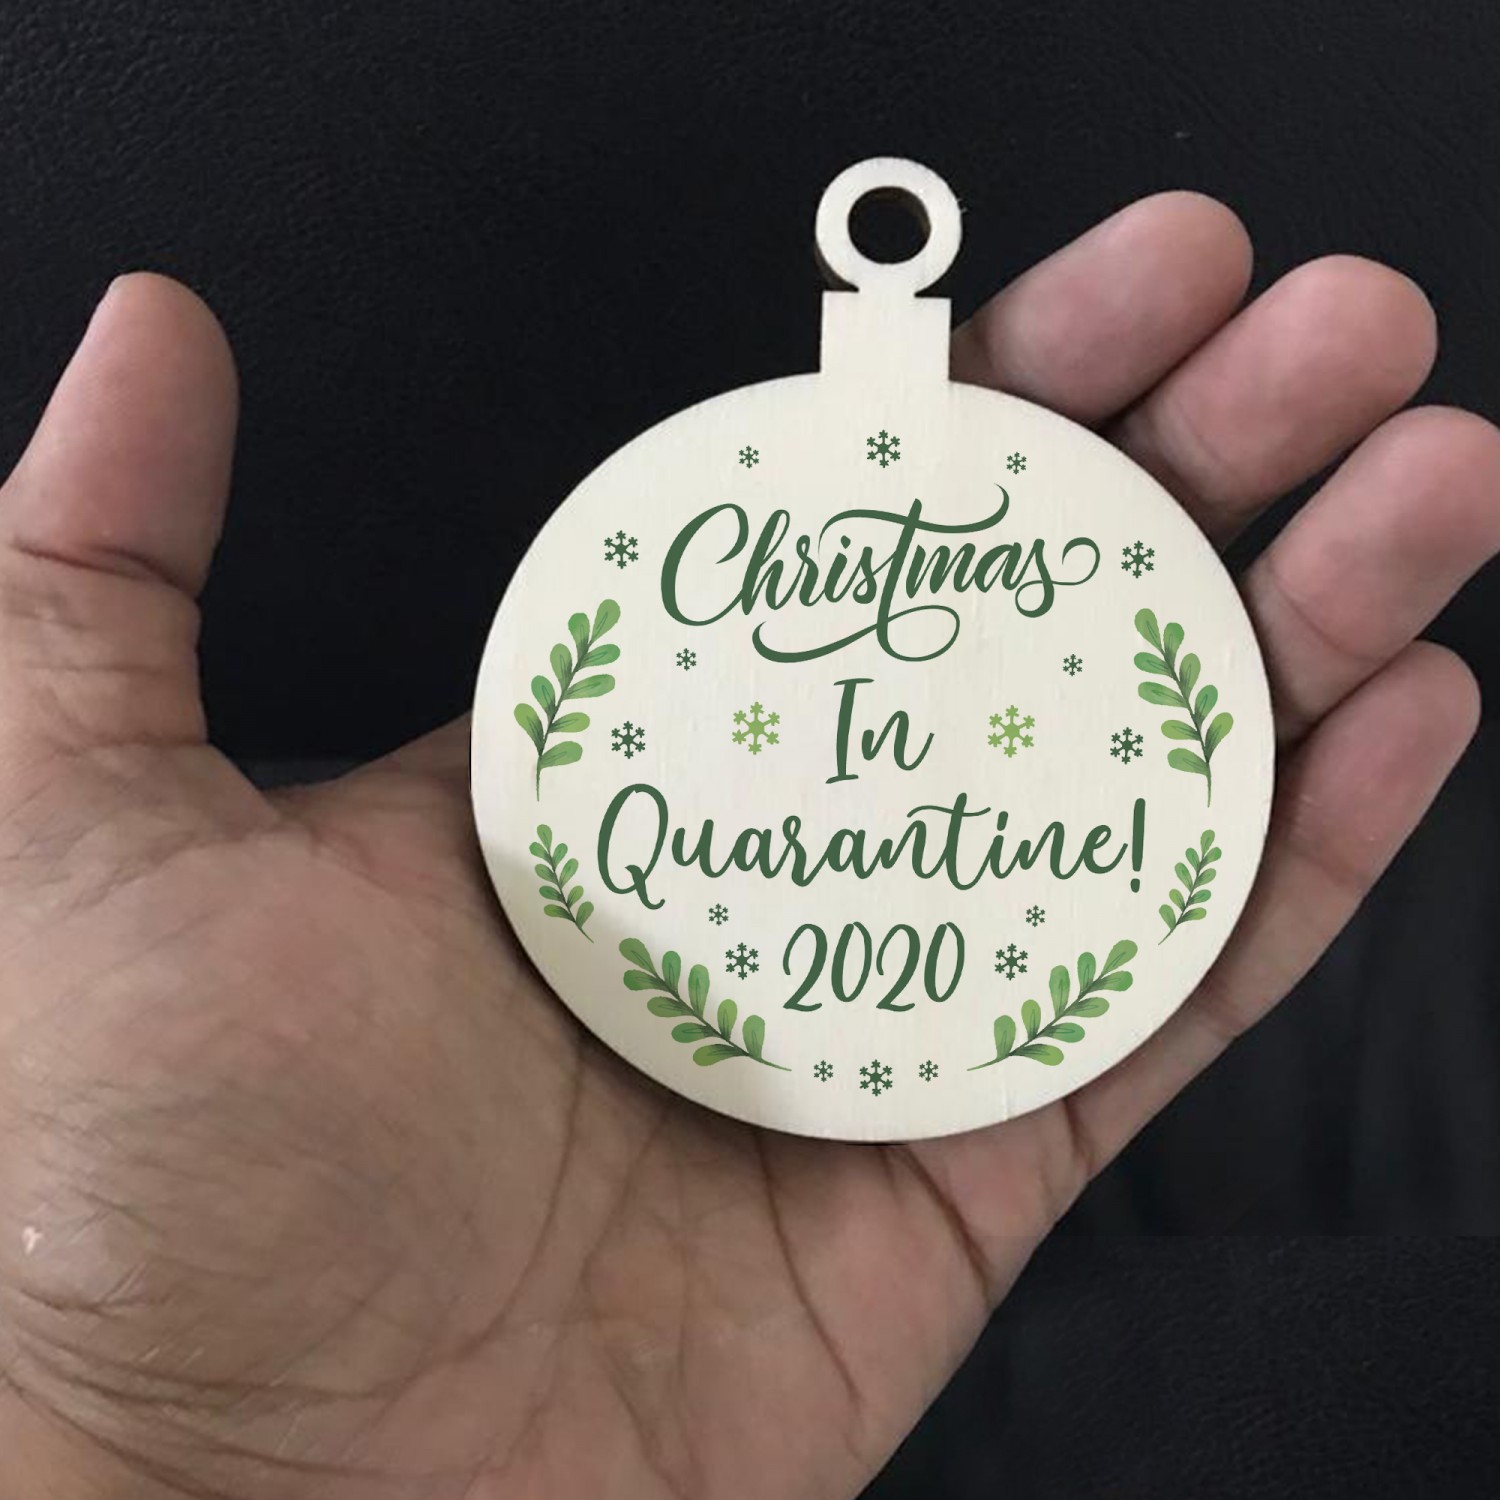 Christmas
In
Quarantine!
2020